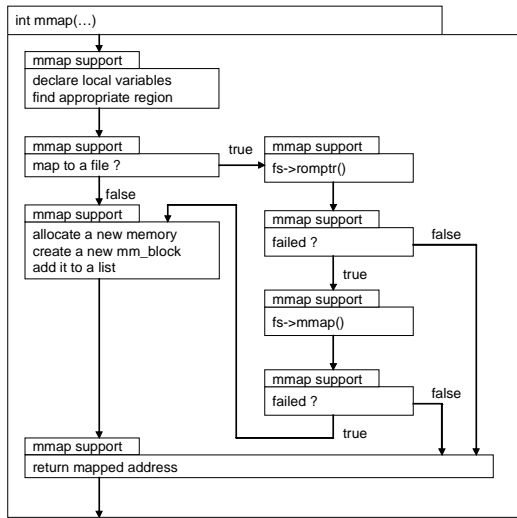 int mmap(…)
mmap support
declare local variables
find appropriate region
mmap support
map to a file ?
true
false
mmap support
fs->romptr()
mmap support
allocate a new memory
create a new mm_block
add it to a list
mmap support
failed ?
false
true
mmap support
fs->mmap()
mmap support
failed ?
false
true
mmap support
return mapped address